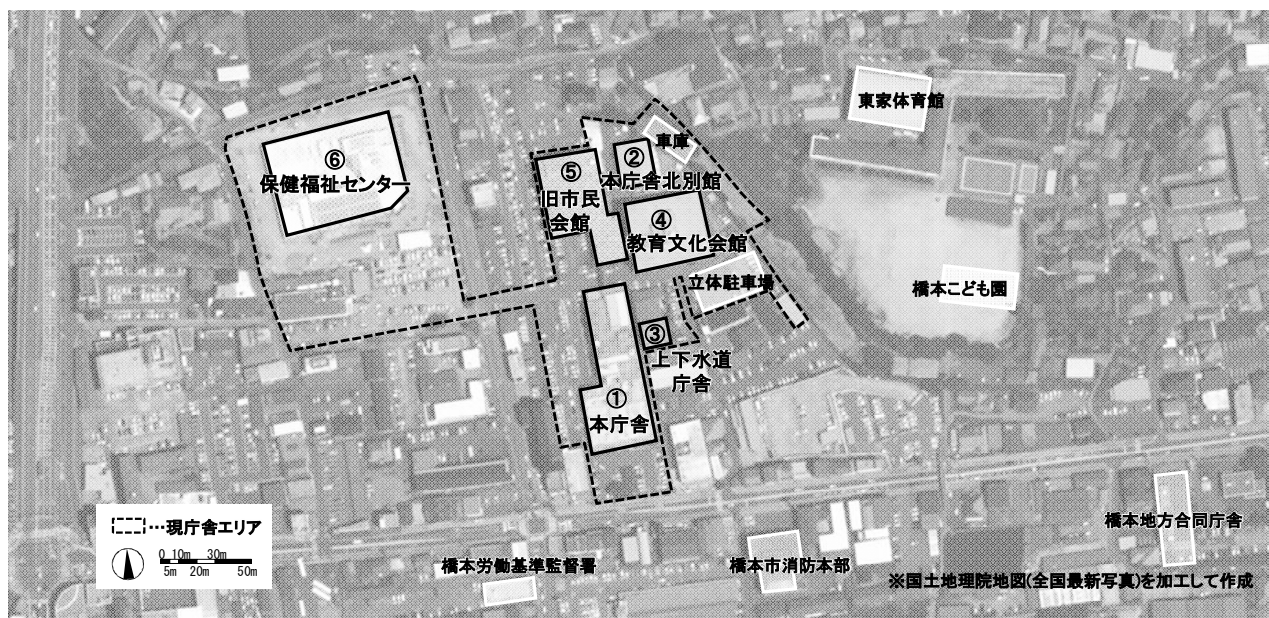 東家体育館
車庫
②
本庁舎北別館
⑥
保健福祉センター
⑤
旧市民
会館
④
教育文化会館
立体駐車場
橋本こども園
③
上下水道
庁舎
①
本庁舎
…現庁舎エリア
0 10m 30m
5m 20m 50m
橋本労働基準監督署
橋本市消防本部
橋本地方合同庁舎
※国土地理院地図(全国最新写真)を加工して作成